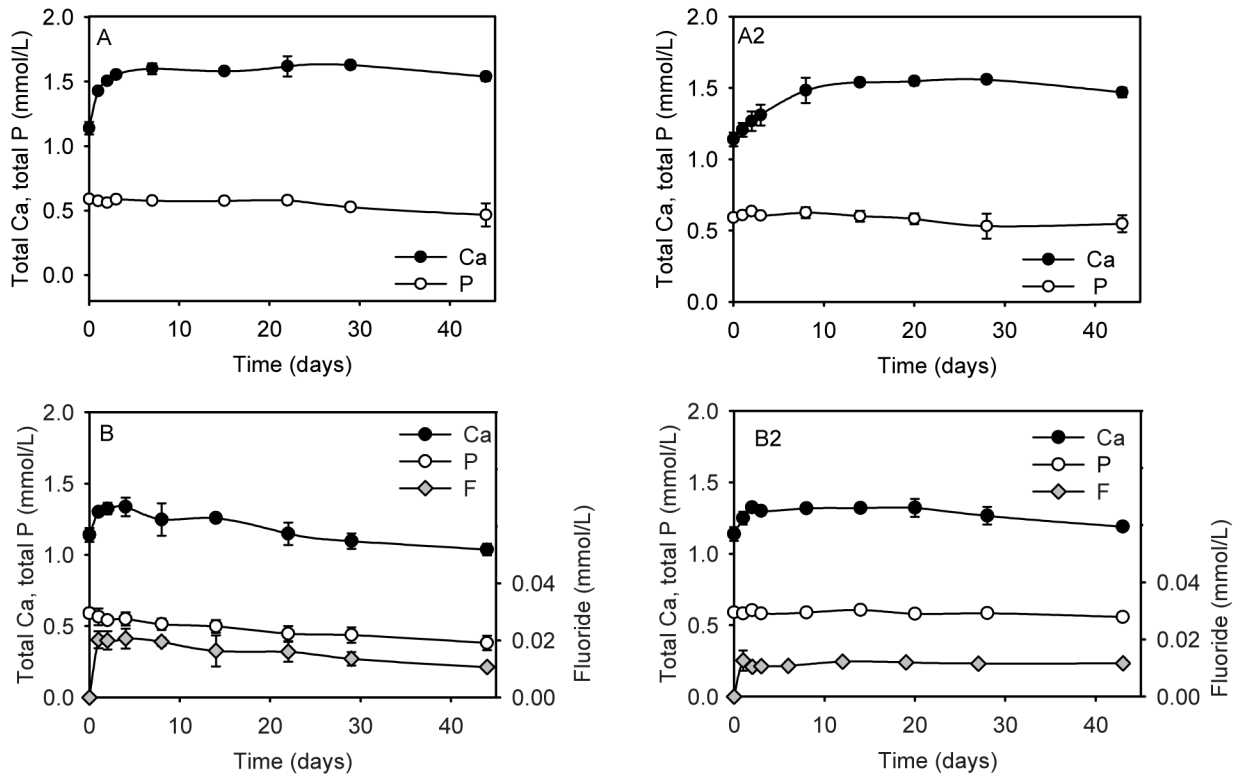 A
Total Ca, total P (mmol/L)
2.0
1.5
1.0
0.5
0.0
Ca
P
0 10 20 30 40
Time (days)
A2
Total Ca, total P (mmol/L)
2.0
1.5
1.0
0.5
0.0
Ca
P
0 10 20 30 40
Time (days)
B
Total Ca, total P (mmol/L)
2.0
1.5
1.0
0.5
0.0
Ca
P
F
0.04
0.02
0.00
Fluoride (mmol/L)
0 10 20 30 40
Time (days)
B2
Total Ca, total P (mmol/L)
2.0
1.5
1.0
0.5
0.0
Ca
P
F
0.04
0.02
0.00
Fluoride (mmol/L)
0 10 20 30 40
Time (days)